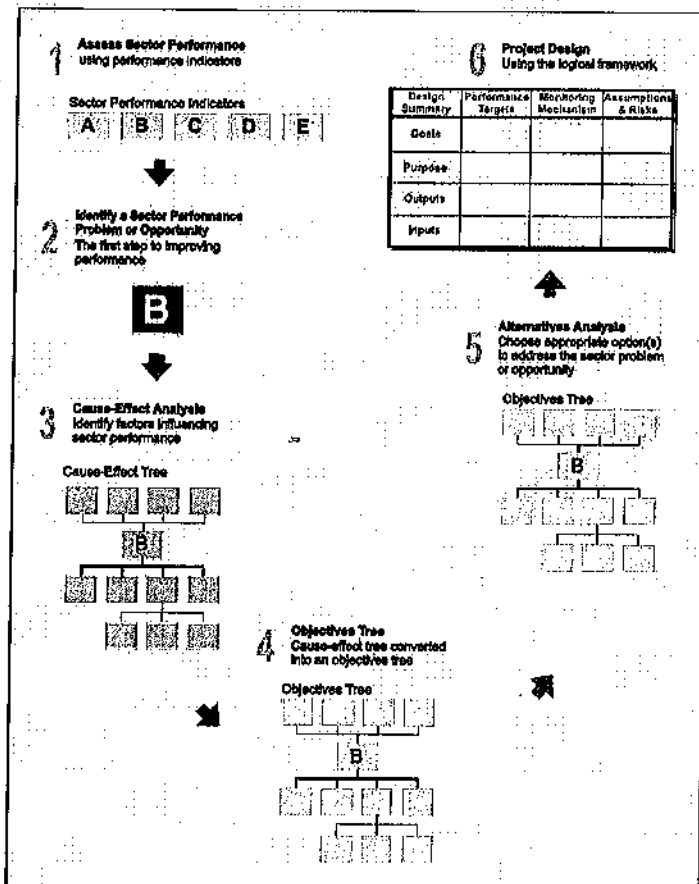 1
Assess Sector Performance
using performance indicators
Sector Performance Indicators
A B C D E
2
Identify a Sector Performance
Problem or Opportunity
The first step to improving
performance
B
3
Cause-Effect Analysis
Identify factors influencing
sector performance
Cause-Effect Tree
B
4
Objectives Tree
Cause-effect tree converted
into an objectives tree
Objectives Tree
B
5
Alternatives Analysis
Choose appropriate option(s)
to address the sector problem
or opportunity
Objectives Tree
B
6
Project Design
Using the logical framework
Design Summary Performance Targets Monitoring Mechanism Assumptions & Risks
Goals
Purpose
Outputs
Inputs